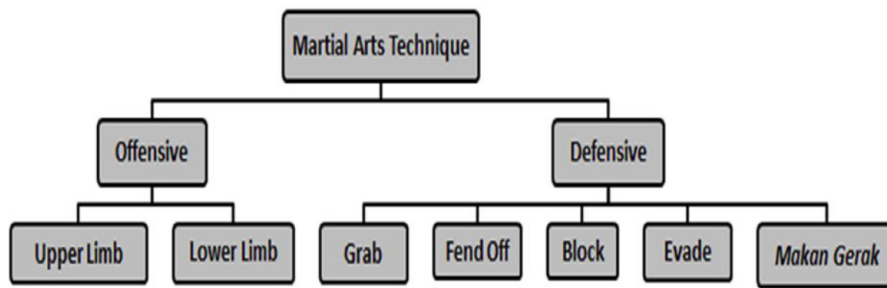 Martial Arts Technique
Offensive
Defensive
Upper Limb
Lower Limb
Grab
Fend Off
Block
Evade
Makan Gerak